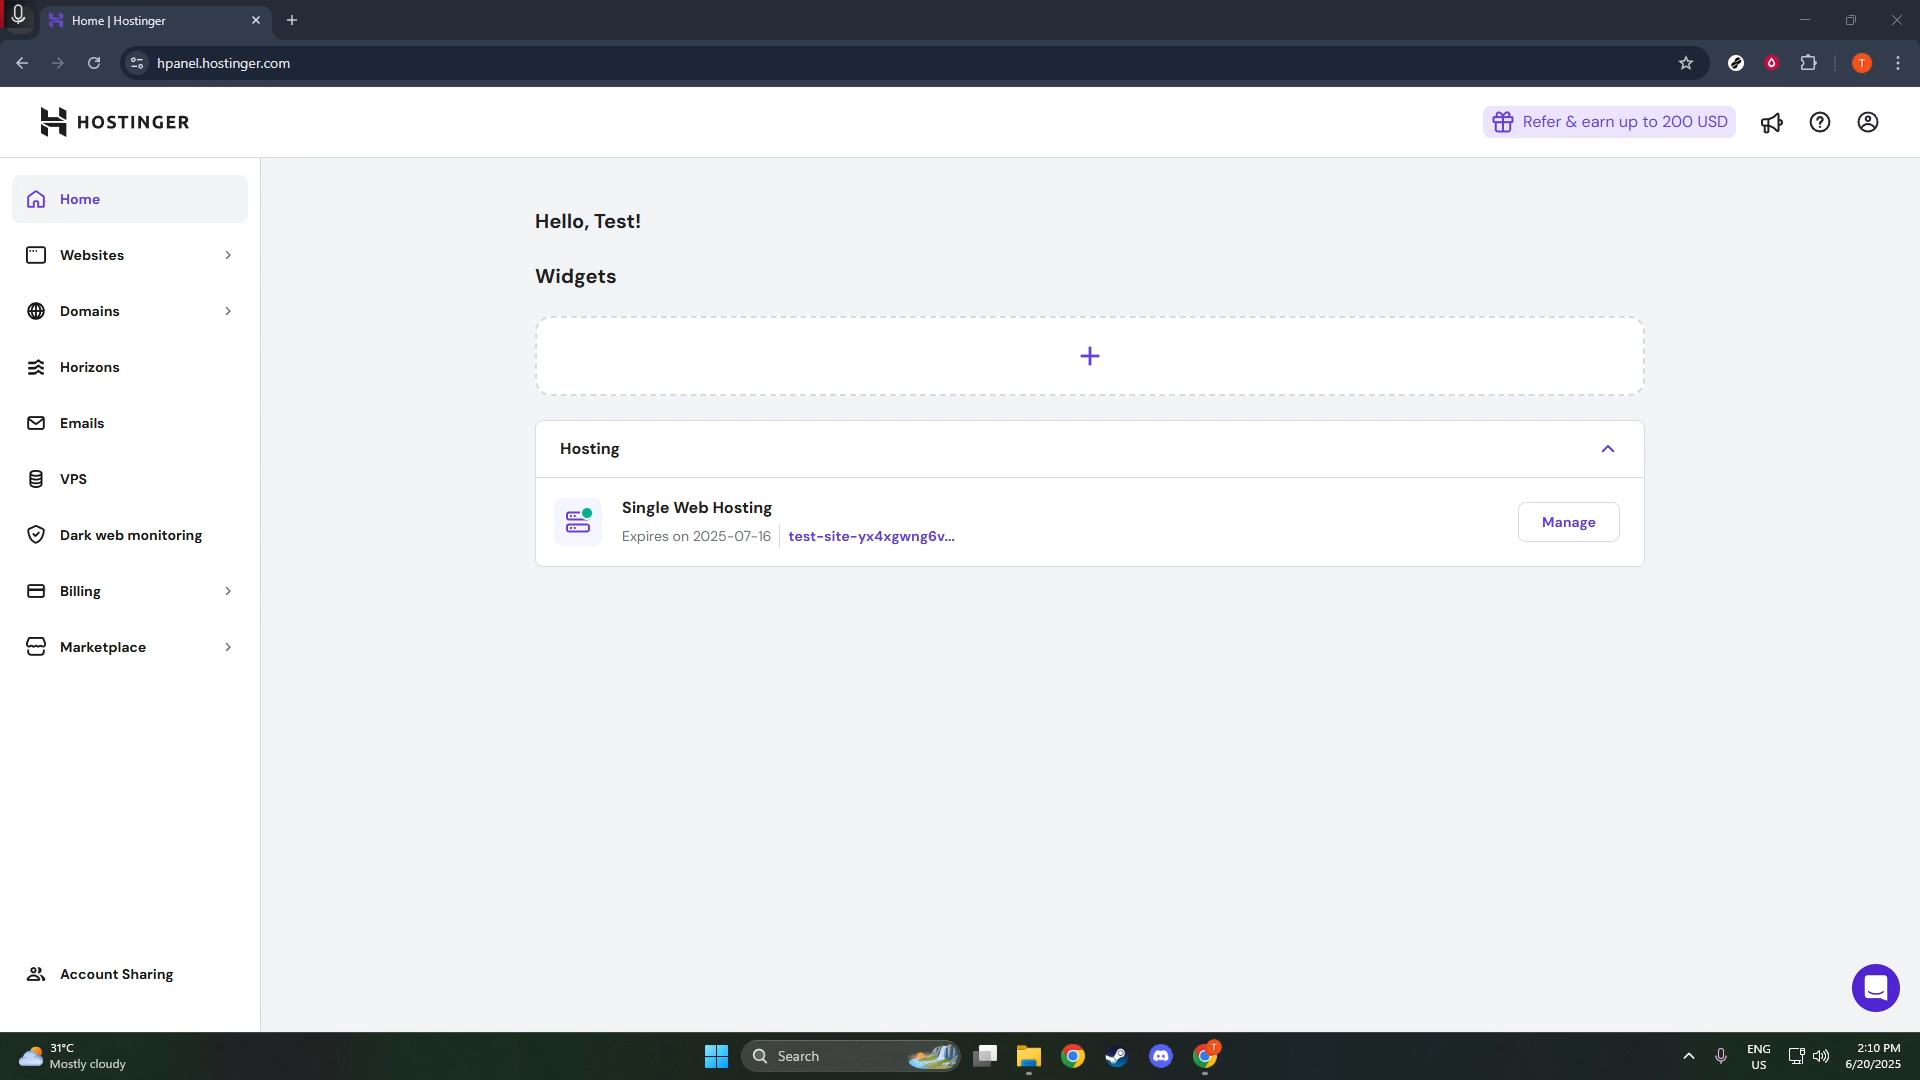 Home | Hostinger
hpanel.hostinger.com
T
HOSTINGER
Refer & earn up to 200 USD
Home
Websites
Domains
Horizons
Emails
VPS
Dark web monitoring
Billing
Marketplace
Account Sharing
Hello, Test!
Widgets
Hosting
Single Web Hosting
Expires on 2025-07-16
test-site-yx4xgwng6v...
Manage
31°C
Mostly cloudy
Search
T
ENG
US
2:10 PM
6/20/2025